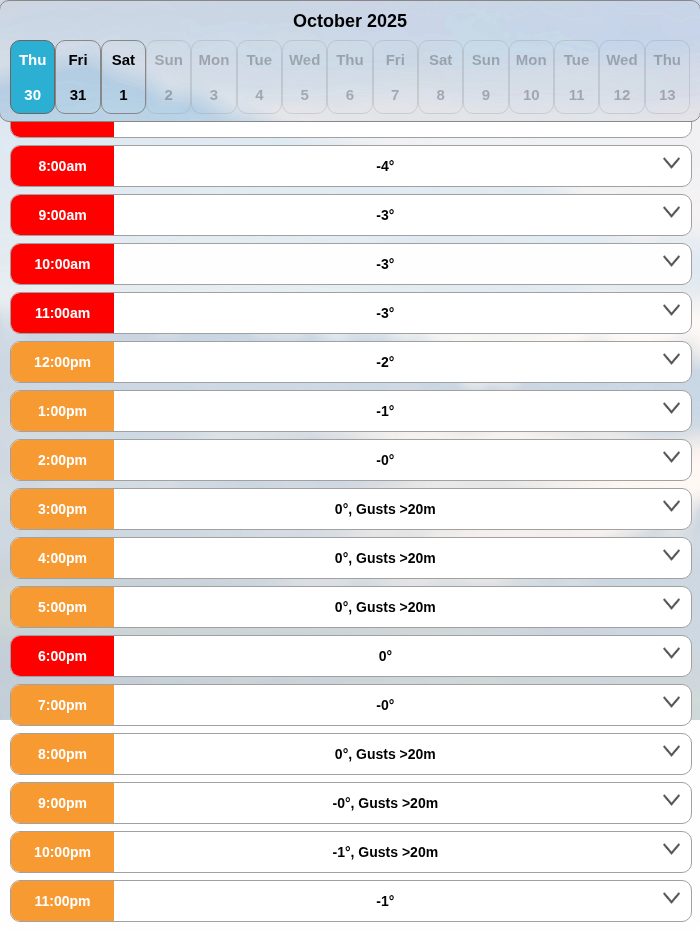 October 2025
Thu Fri Sat Sun Mon Tue Wed Thu Fri Sat Sun Mon Tue Wed Thu
30 31 1 2 3 4 5 6 7 8 9 10 11 12 13
8:00am -4°
9:00am -3°
10:00am -3°
11:00am -3°
12:00pm -2°
1:00pm -1°
2:00pm -0°
3:00pm 0°, Gusts >20m
4:00pm 0°, Gusts >20m
5:00pm 0°, Gusts >20m
6:00pm 0°
7:00pm -0°
8:00pm 0°, Gusts >20m
9:00pm -0°, Gusts >20m
10:00pm -1°, Gusts >20m
11:00pm -1°